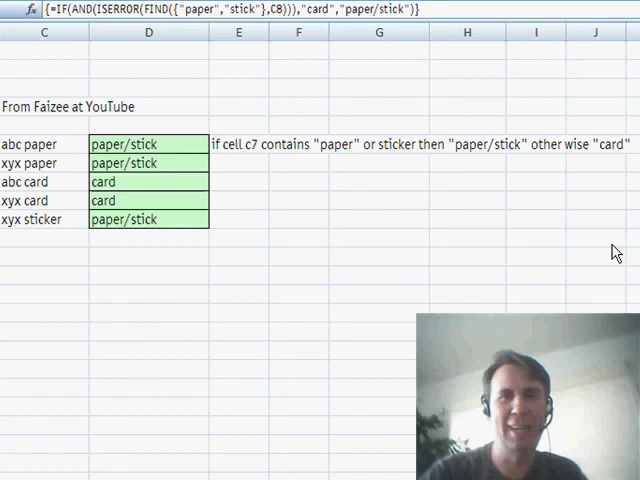 fx {=IF(AND(ISERROR(FIND({"paper","stick"},C8))),"card","paper/stick")}
C D E F G H I J
From Faizee at YouTube
abc paper paper/stick if cell c7 contains "paper" or sticker then "paper/stick" other wise "card"
xyx paper paper/stick
abc card card
xyx card card
xyx sticker paper/stick